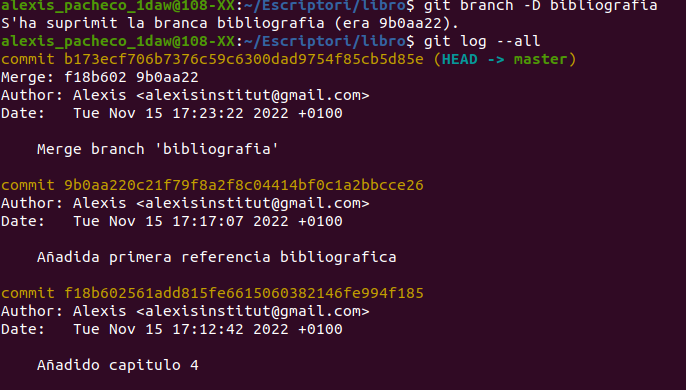 alexis_pacheco_1daw@108-XX:~/Escriptori/libro$ git branch -D bibliografia
S'ha suprimit la branca bibliografia (era 9b0aa22).
alexis_pacheco_1daw@108-XX:~/Escriptori/libro$ git log --all
commit b173ecf706b7376c59c6300dad9754f85cb5d85e (HEAD -> master)
Merge: f18b602 9b0aa22
Author: Alexis <alexisinstitut@gmail.com>
Date:   Tue Nov 15 17:23:22 2022 +0100

    Merge branch 'bibliografia'

commit 9b0aa220c21f79f8a2f8c04414bf0c1a2bbcce26
Author: Alexis <alexisinstitut@gmail.com>
Date:   Tue Nov 15 17:17:07 2022 +0100

    Añadida primera referencia bibliografica

commit f18b602561add815fe6615060382146fe994f185
Author: Alexis <alexisinstitut@gmail.com>
Date:   Tue Nov 15 17:12:42 2022 +0100

    Añadido capitulo 4